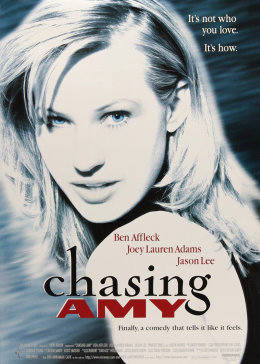 It's not who
you love.
It's how.
Ben Affleck
Joey Lauren Adams
Jason Lee
chasing
AMY
Finally, a comedy that tells it like it feels.